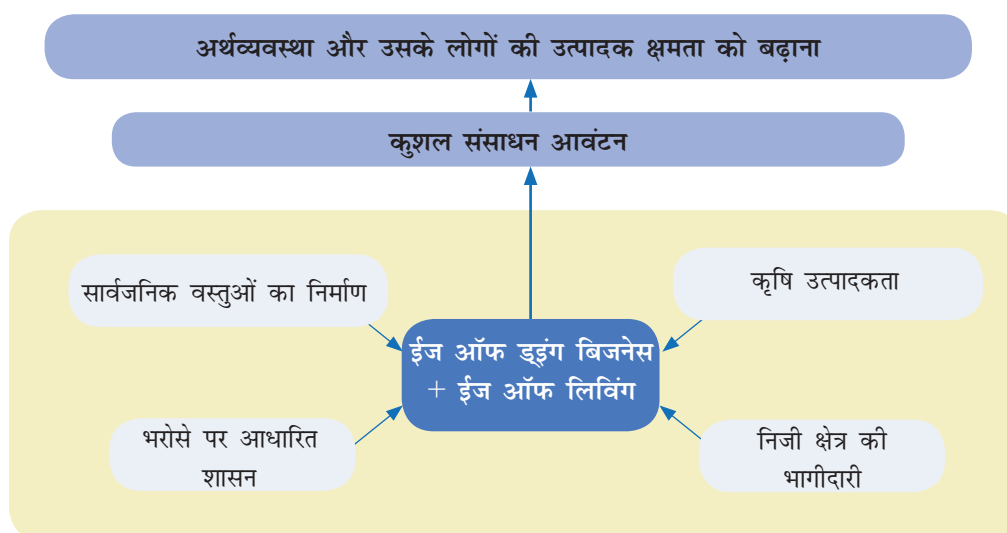 अर्थव्यवस्था और उसके लोगों की उत्पादक क्षमता को बढ़ाना
कुशल संसाधन आवंटन
सार्वजनिक वस्तुओं का निर्माण
कृषि उत्पादकता
ईज ऑफ ड्इंग बिजनेस
+ ईज ऑफ लिविंग
भरोसे पर आधारित
शासन
निजी क्षेत्र की
भागीदारी